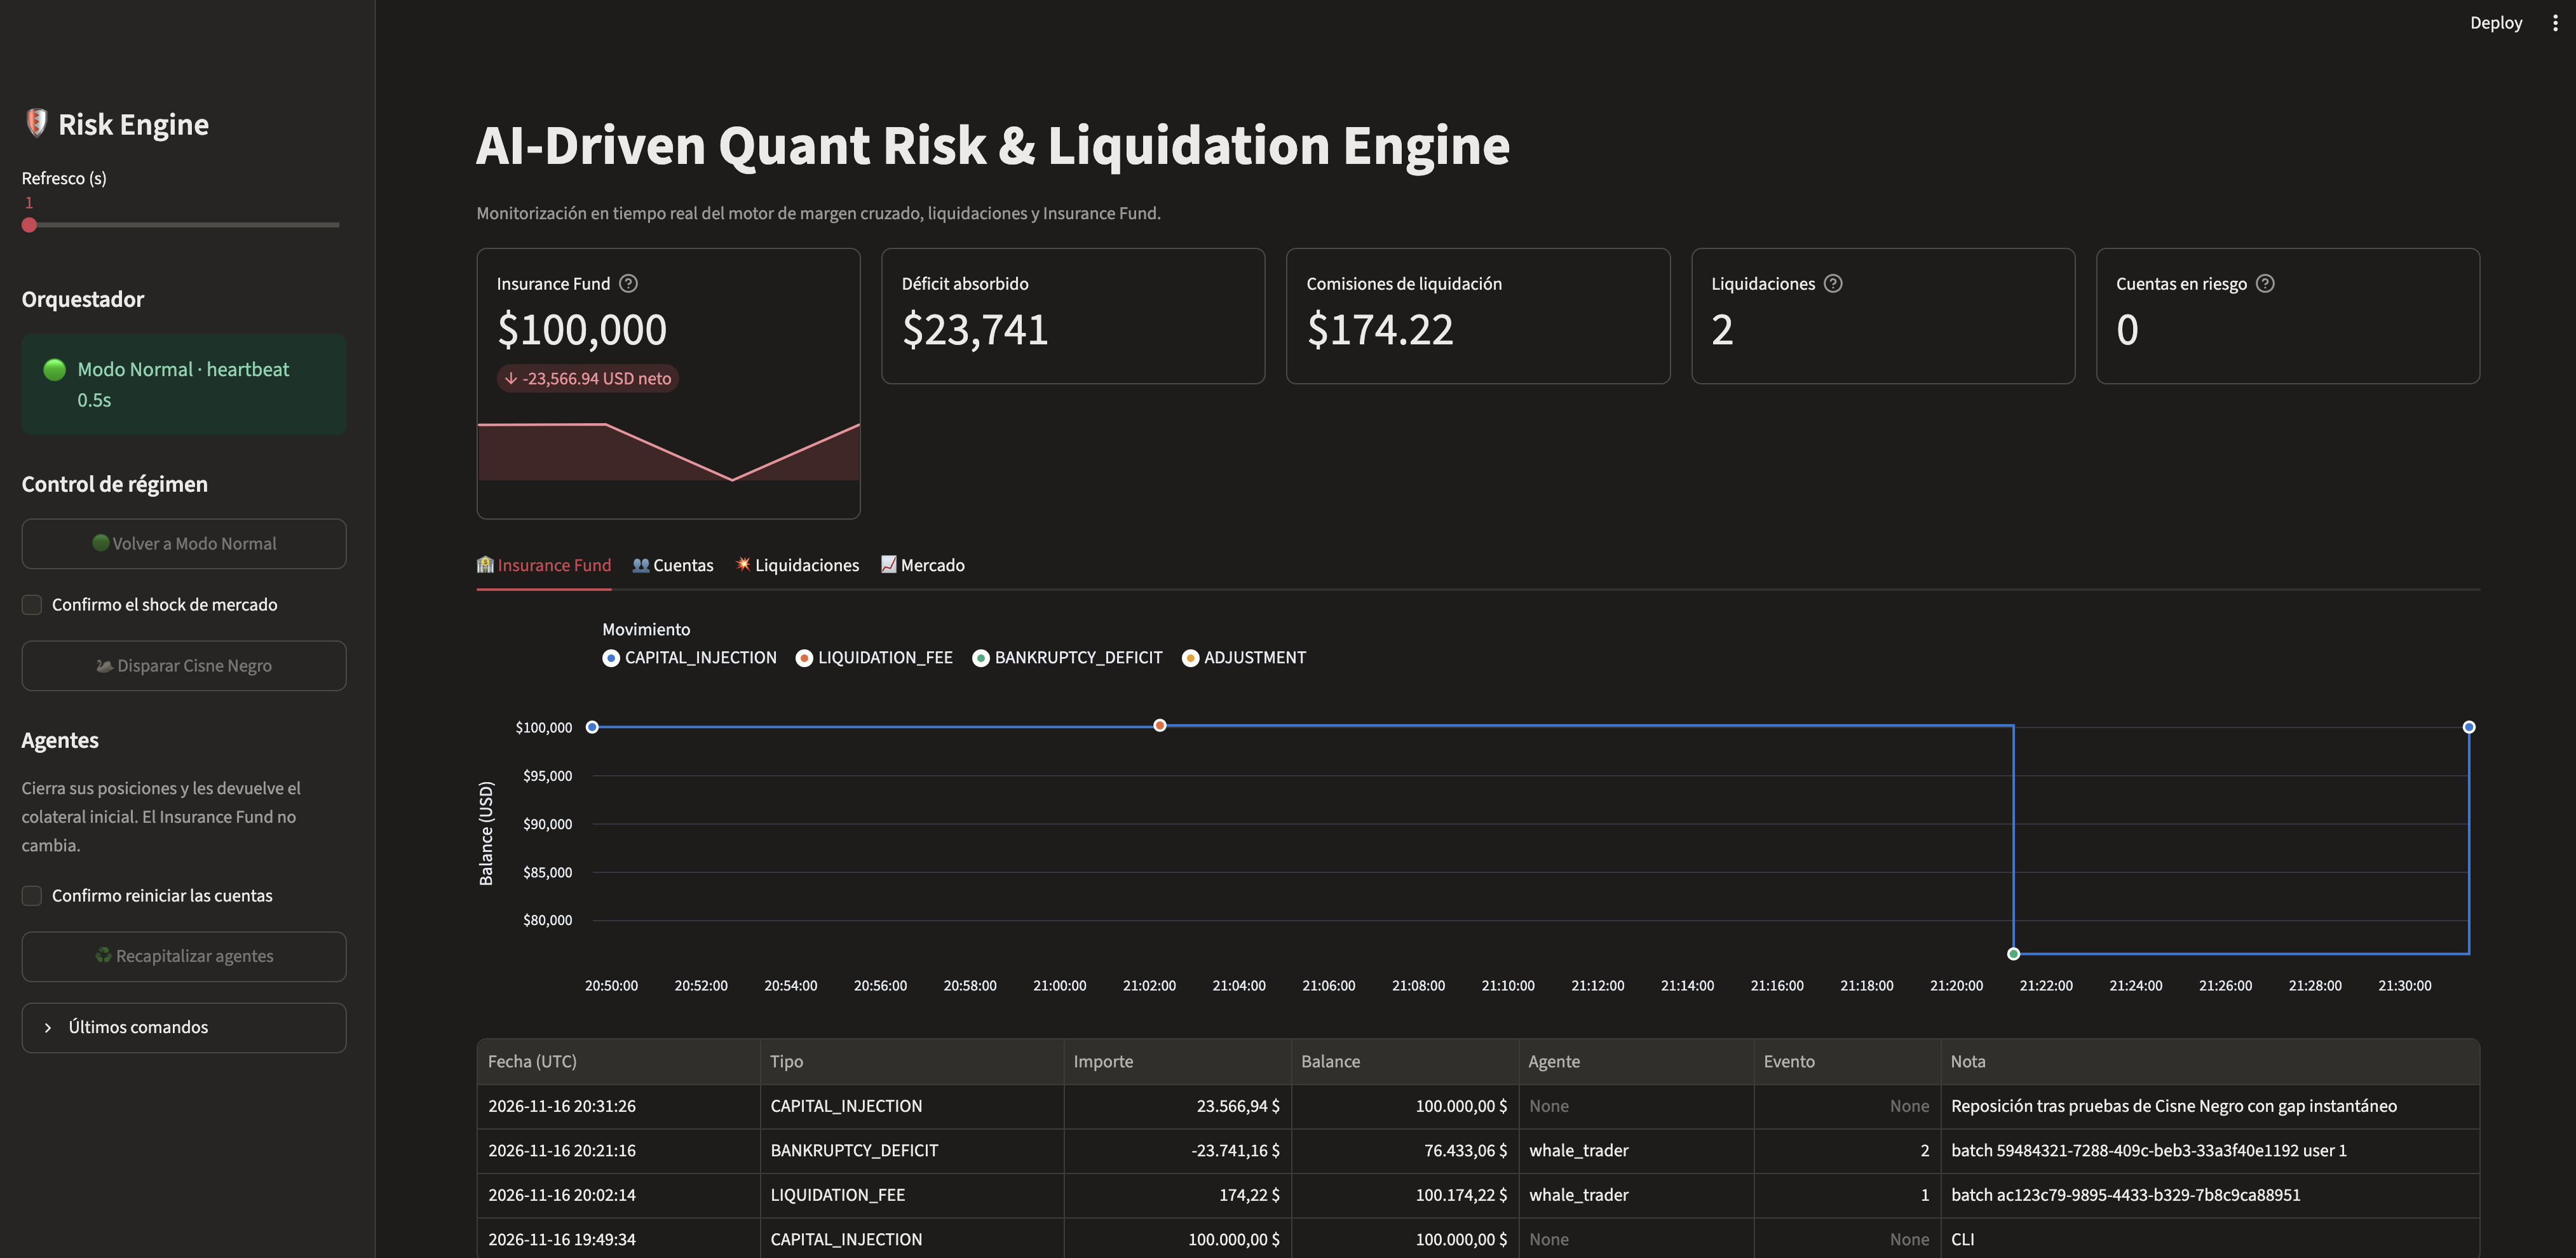 Deploy
Risk Engine
Refresco (s)
1
Orquestador
Modo Normal · heartbeat
0.5s
Control de régimen
Volver a Modo Normal
Confirmo el shock de mercado
Disparar Cisne Negro
Agentes
Cierra sus posiciones y les devuelve el
colateral inicial. El Insurance Fund no
cambia.
Confirmo reiniciar las cuentas
Recapitalizar agentes
Últimos comandos
AI-Driven Quant Risk & Liquidation Engine
Monitorización en tiempo real del motor de margen cruzado, liquidaciones y Insurance Fund.
Insurance Fund
$100,000
-23,566.94 USD neto
Déficit absorbido
$23,741
Comisiones de liquidación
$174.22
Liquidaciones
2
Cuentas en riesgo
0
Insurance Fund Cuentas Liquidaciones Mercado
Movimiento
CAPITAL_INJECTION LIQUIDATION_FEE BANKRUPTCY_DEFICIT ADJUSTMENT
Balance (USD)
$100,000
$95,000
$90,000
$85,000
$80,000
20:50:00 20:52:00 20:54:00 20:56:00 20:58:00 21:00:00 21:02:00 21:04:00 21:06:00 21:08:00 21:10:00 21:12:00 21:14:00 21:16:00 21:18:00 21:20:00 21:22:00 21:24:00 21:26:00 21:28:00 21:30:00
Fecha (UTC) Tipo Importe Balance Agente Evento Nota
2026-11-16 20:31:26 CAPITAL_INJECTION 23.566,94 $ 100.000,00 $ None None Reposición tras pruebas de Cisne Negro con gap instantáneo
2026-11-16 20:21:16 BANKRUPTCY_DEFICIT -23.741,16 $ 76.433,06 $ whale_trader 2 batch 59484321-7288-409c-beb3-33a3f40e1192 user 1
2026-11-16 20:02:14 LIQUIDATION_FEE 174,22 $ 100.174,22 $ whale_trader 1 batch ac123c79-9895-4433-b329-7b8c9ca88951
2026-11-16 19:49:34 CAPITAL_INJECTION 100.000,00 $ 100.000,00 $ None None CLI